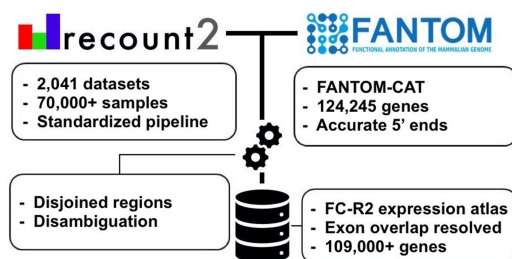 recount2
FANTOM
FUNCTIONAL ANNOTATION OF THE MAMMALIAN GENOME
- 2,041 datasets
- 70,000+ samples
- Standardized pipeline
- FANTOM-CAT
- 124,245 genes
- Accurate 5' ends
- Disjoined regions
- Disambiguation
- FC-R2 expression atlas
- Exon overlap resolved
- 109,000+ genes